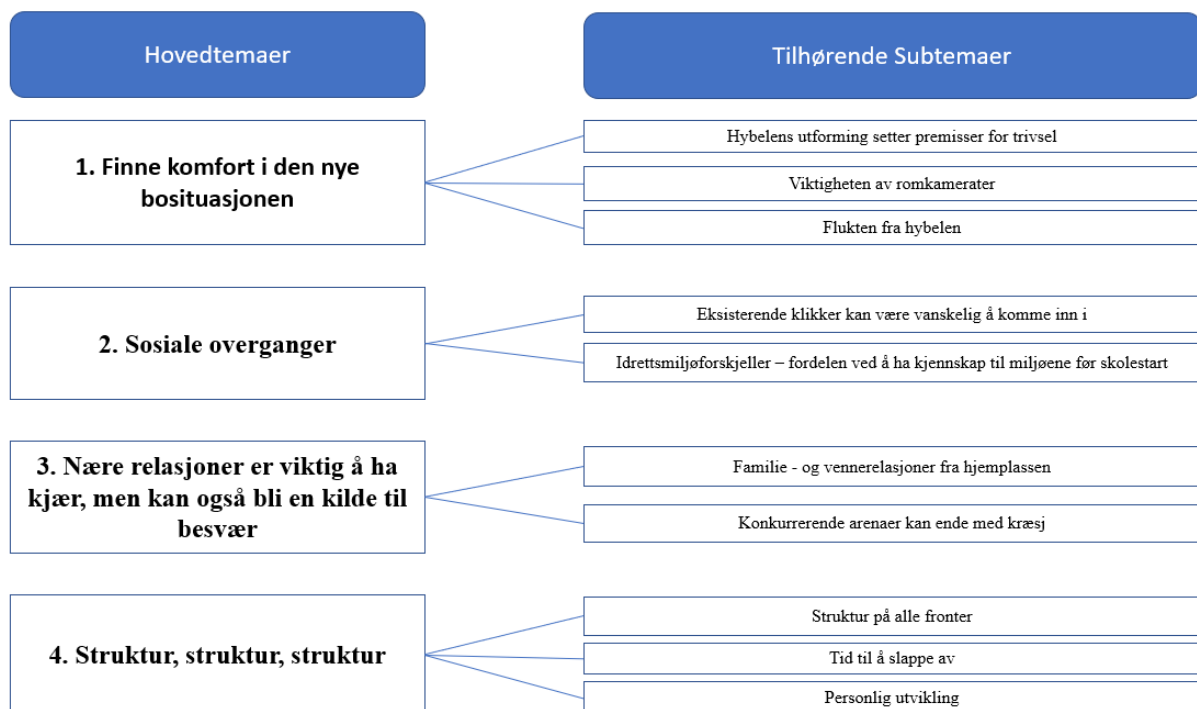 Hovedtemaer
Tilhørende Subtemaer
1. Finne komfort i den nye
bosituasjonen
Hybelens utforming setter premisser for trivsel
Viktigheten av romkamerater
Flukten fra hybelen
2. Sosiale overganger
Eksisterende klikker kan være vanskelig å komme inn i
Idrettsmiljøforskjeller – fordelen ved å ha kjennskap til miljøene før skolestart
3. Nære relasjoner er viktig å ha
kjær, men kan også bli en kilde til
besvær
Familie - og vennerelasjoner fra hjemplassen
Konkurrerende arenaer kan ende med kræsj
4. Struktur, struktur, struktur
Struktur på alle fronter
Tid til å slappe av
Personlig utvikling